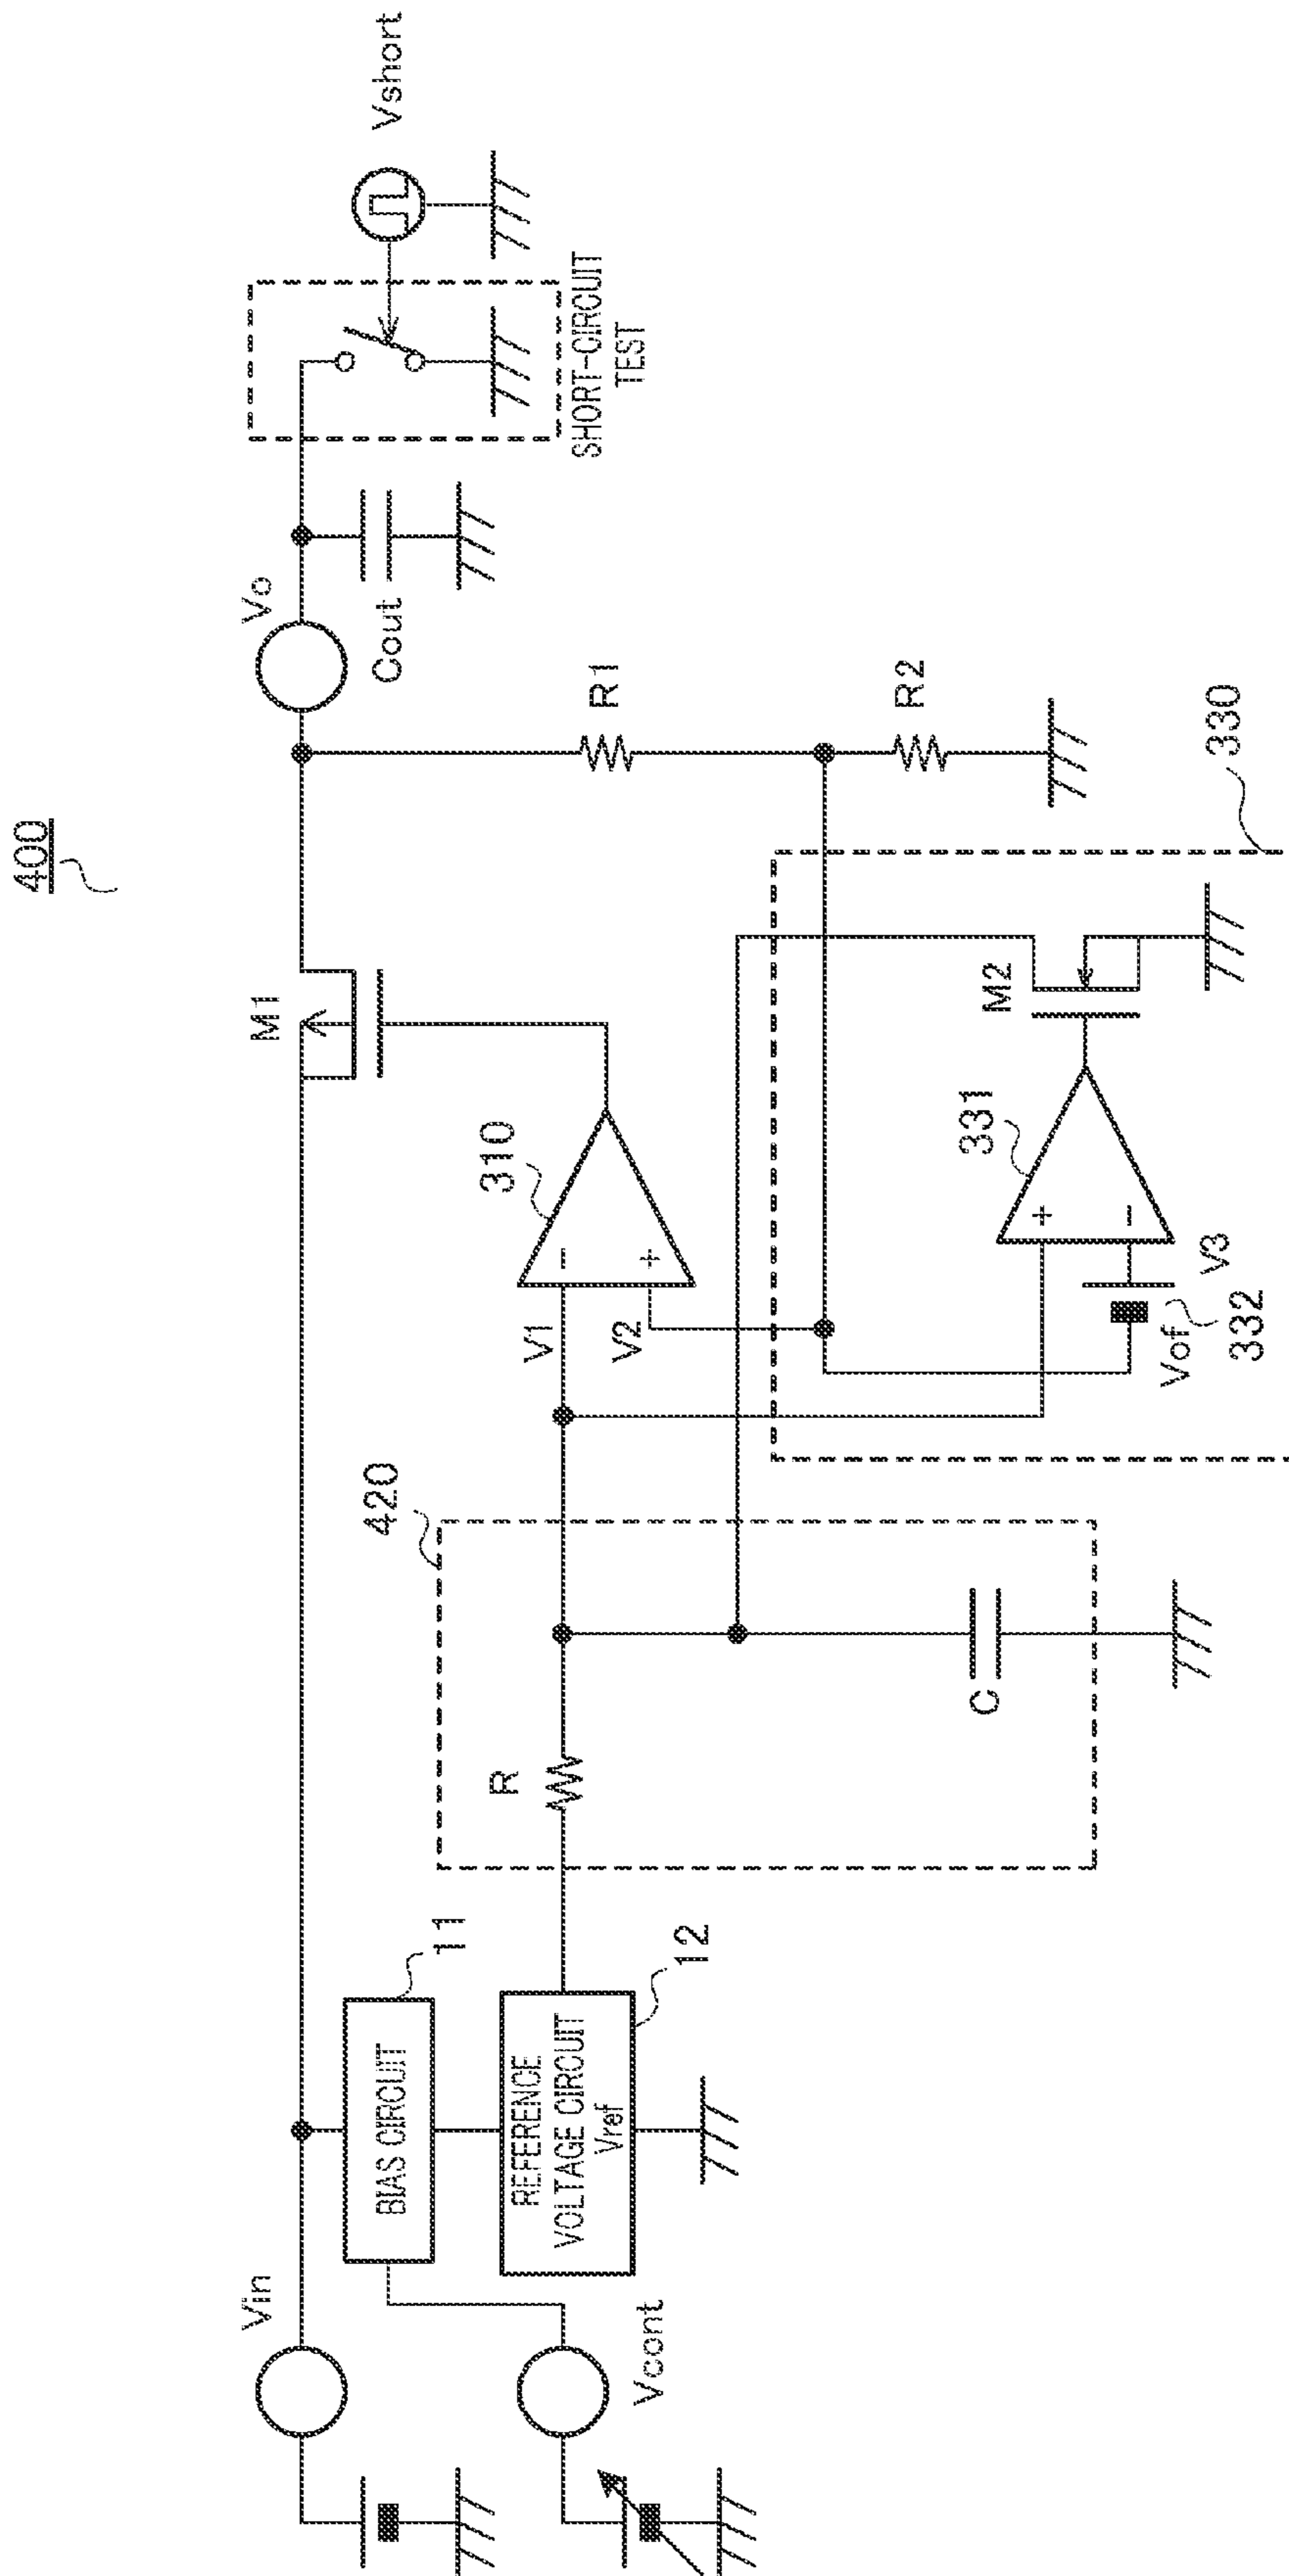 400
Vin
Vcont
BIAS CIRCUIT
11
REFERENCE
VOLTAGE CIRCUIT
Vref
12
420
R
C
V1
V2
-
+
310
M1
Vo
Cout
SHORT-CIRCUIT
TEST
Vshort
R1
R2
330
331
+
-
M2
V3
Vof
332